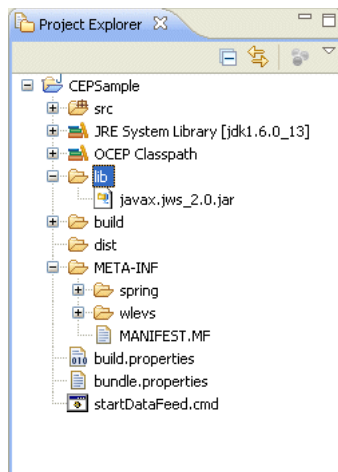 Project Explorer
CEPSample
src
JRE System Library [jdk1.6.0_13]
OCEP Classpath
lib
javax.jws_2.0.jar
build
dist
META-INF
spring
wlevs
MANIFEST.MF
build.properties
bundle.properties
startDataFeed.cmd